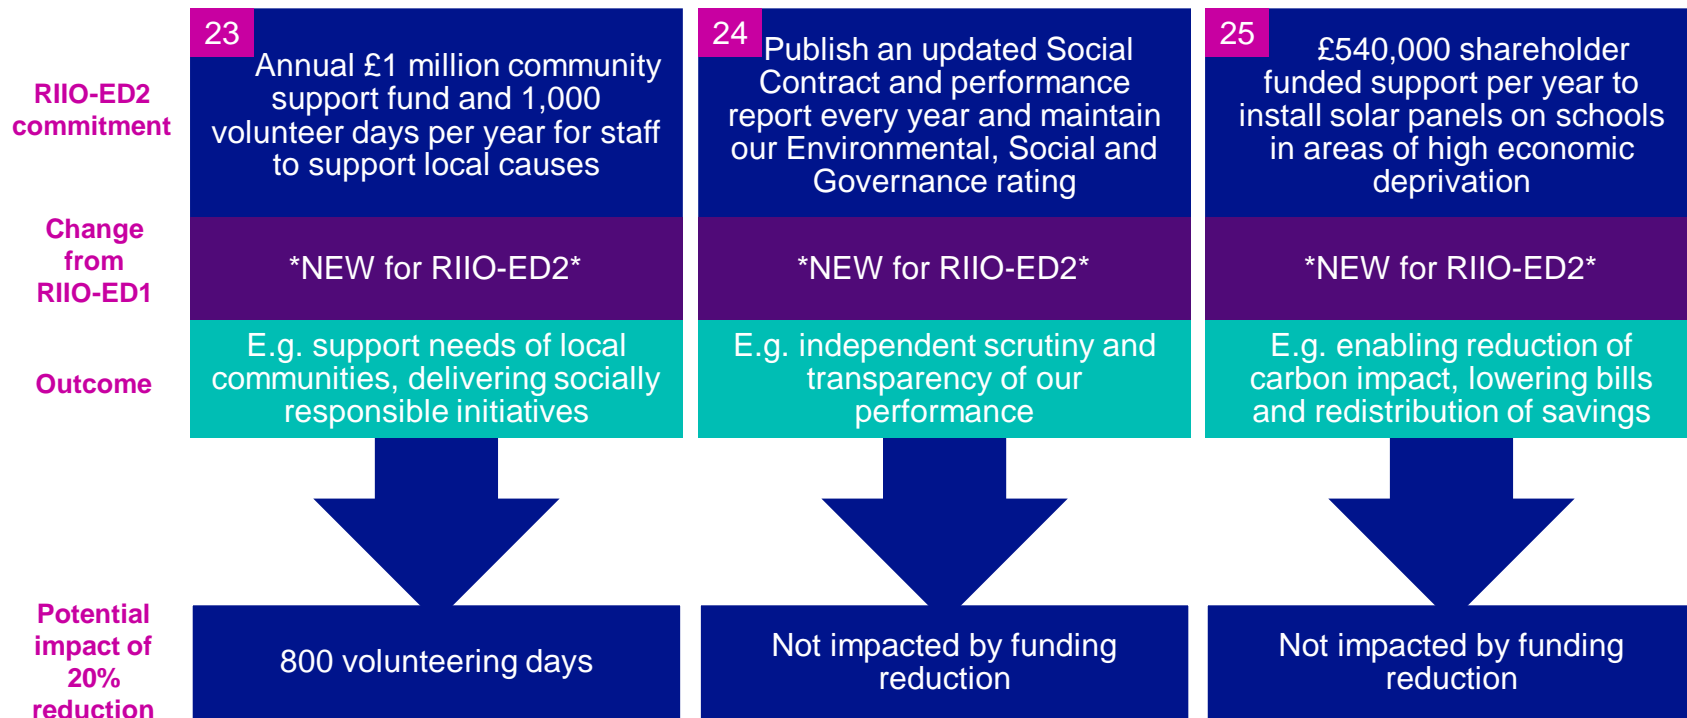 RIIO-ED2
commitment
23
Annual £1 million community
support fund and 1,000
volunteer days per year for staff
to support local causes
24
Publish an updated Social
Contract and performance
report every year and maintain
our Environmental, Social and
Governance rating
25
£540,000 shareholder
funded support per year to
install solar panels on schools
in areas of high economic
deprivation
Change
from
RIIO-ED1
*NEW for RIIO-ED2*
*NEW for RIIO-ED2*
*NEW for RIIO-ED2*
Outcome
E.g. support needs of local
communities, delivering socially
responsible initiatives
E.g. independent scrutiny and
transparency of our
performance
E.g. enabling reduction of
carbon impact, lowering bills
and redistribution of savings
Potential
impact of
20%
reduction
800 volunteering days
Not impacted by funding
reduction
Not impacted by funding
reduction